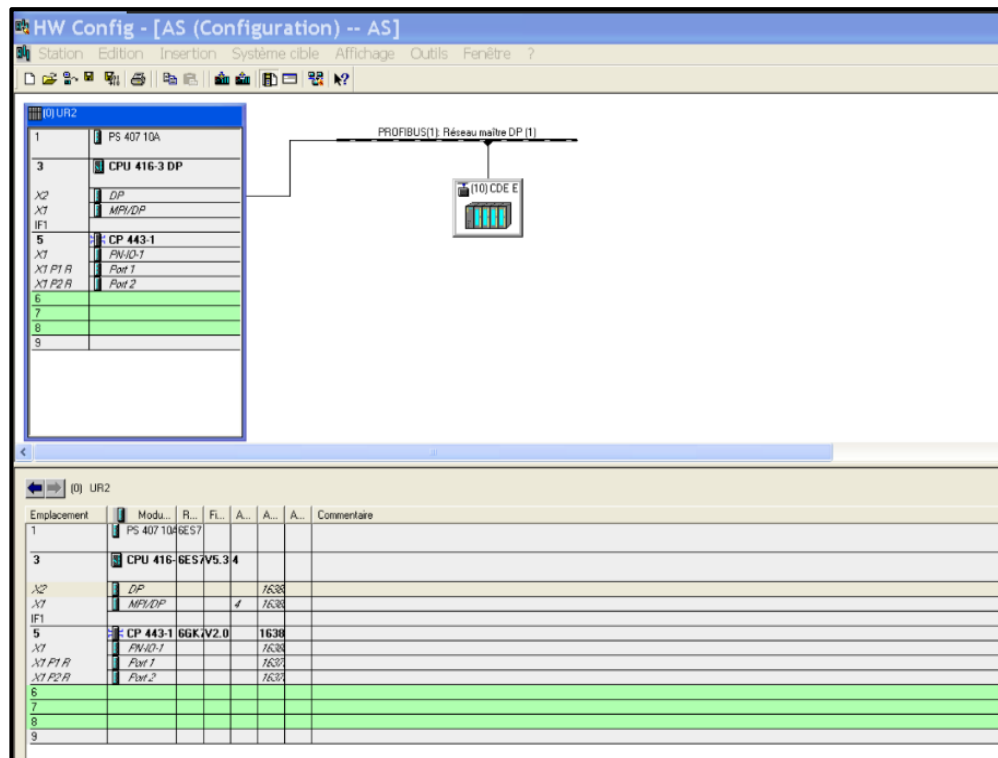 HW Config - [AS (Configuration) -- AS]
Station Edition Insertion Système cible Affichage Outils Fenêtre ?
(0) UR2
1 PS 407 10A
3 CPU 416-3 DP
X2 DP
X1 MPI/DP
IF1
5 CP 443-1
X1 PN-IO-1
X1 P1 R Port 1
X1 P2 R Port 2
6
7
8
9
PROFIBUS(1): Réseau maître DP (1)
(10) CDE E
(0) UR2
Emplacement Modu... R... Fi... A... A... A... Commentaire
1 PS 407 10A 6ES7
3 CPU 416- 6ES7 V5.3 4
X2 DP 1638
X1 MPI/DP 4 1638
IF1
5 CP 443-1 6GK7 V2.0 1638
X1 PN-IO-1 1638
X1 P1 R Port 1 1637
X1 P2 R Port 2 1637
6
7
8
9